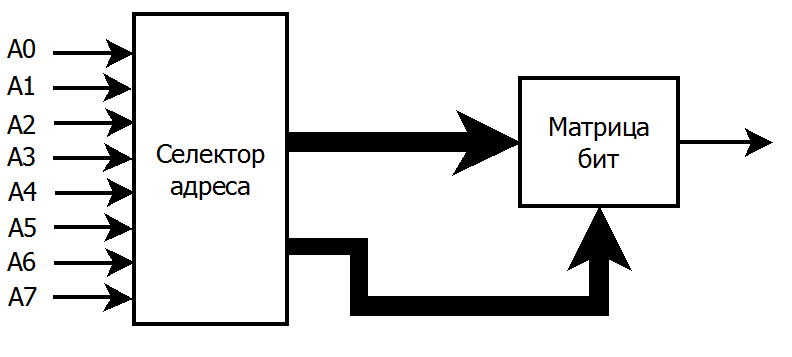 A0
A1
A2
A3
A4
A5
A6
A7
Селектор
адреса
Матрица
бит